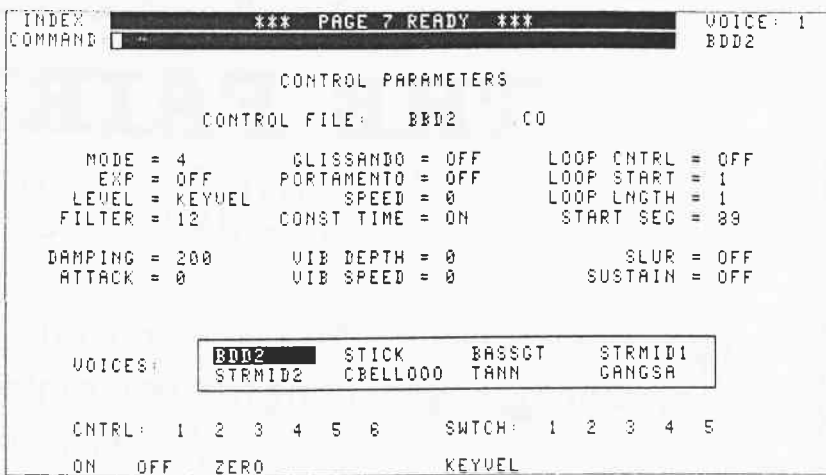 INDEX *** PAGE 7 READY *** VOICE: 1
COMMAND BDD2
CONTROL PARAMETERS
CONTROL FILE: BBD2 .CO
MODE = 4 GLISSANDO = OFF LOOP CNTRL = OFF
EXP = OFF PORTAMENTO = OFF LOOP START = 1
LEVEL = KEYVEL SPEED = 0 LOOP LNGTH = 1
FILTER = 12 CONST TIME = ON START SEG = 89
DAMPING = 200 VIB DEPTH = 0 SLUR = OFF
ATTACK = 0 VIB SPEED = 0 SUSTAIN = OFF
VOICES: BDD2 STICK BASSGT STRMID1
STRMID2 CBELL000 TANN GANGSA
CNTRL: 1 2 3 4 5 6 SWTCH: 1 2 3 4 5
ON OFF ZERO KEYVEL